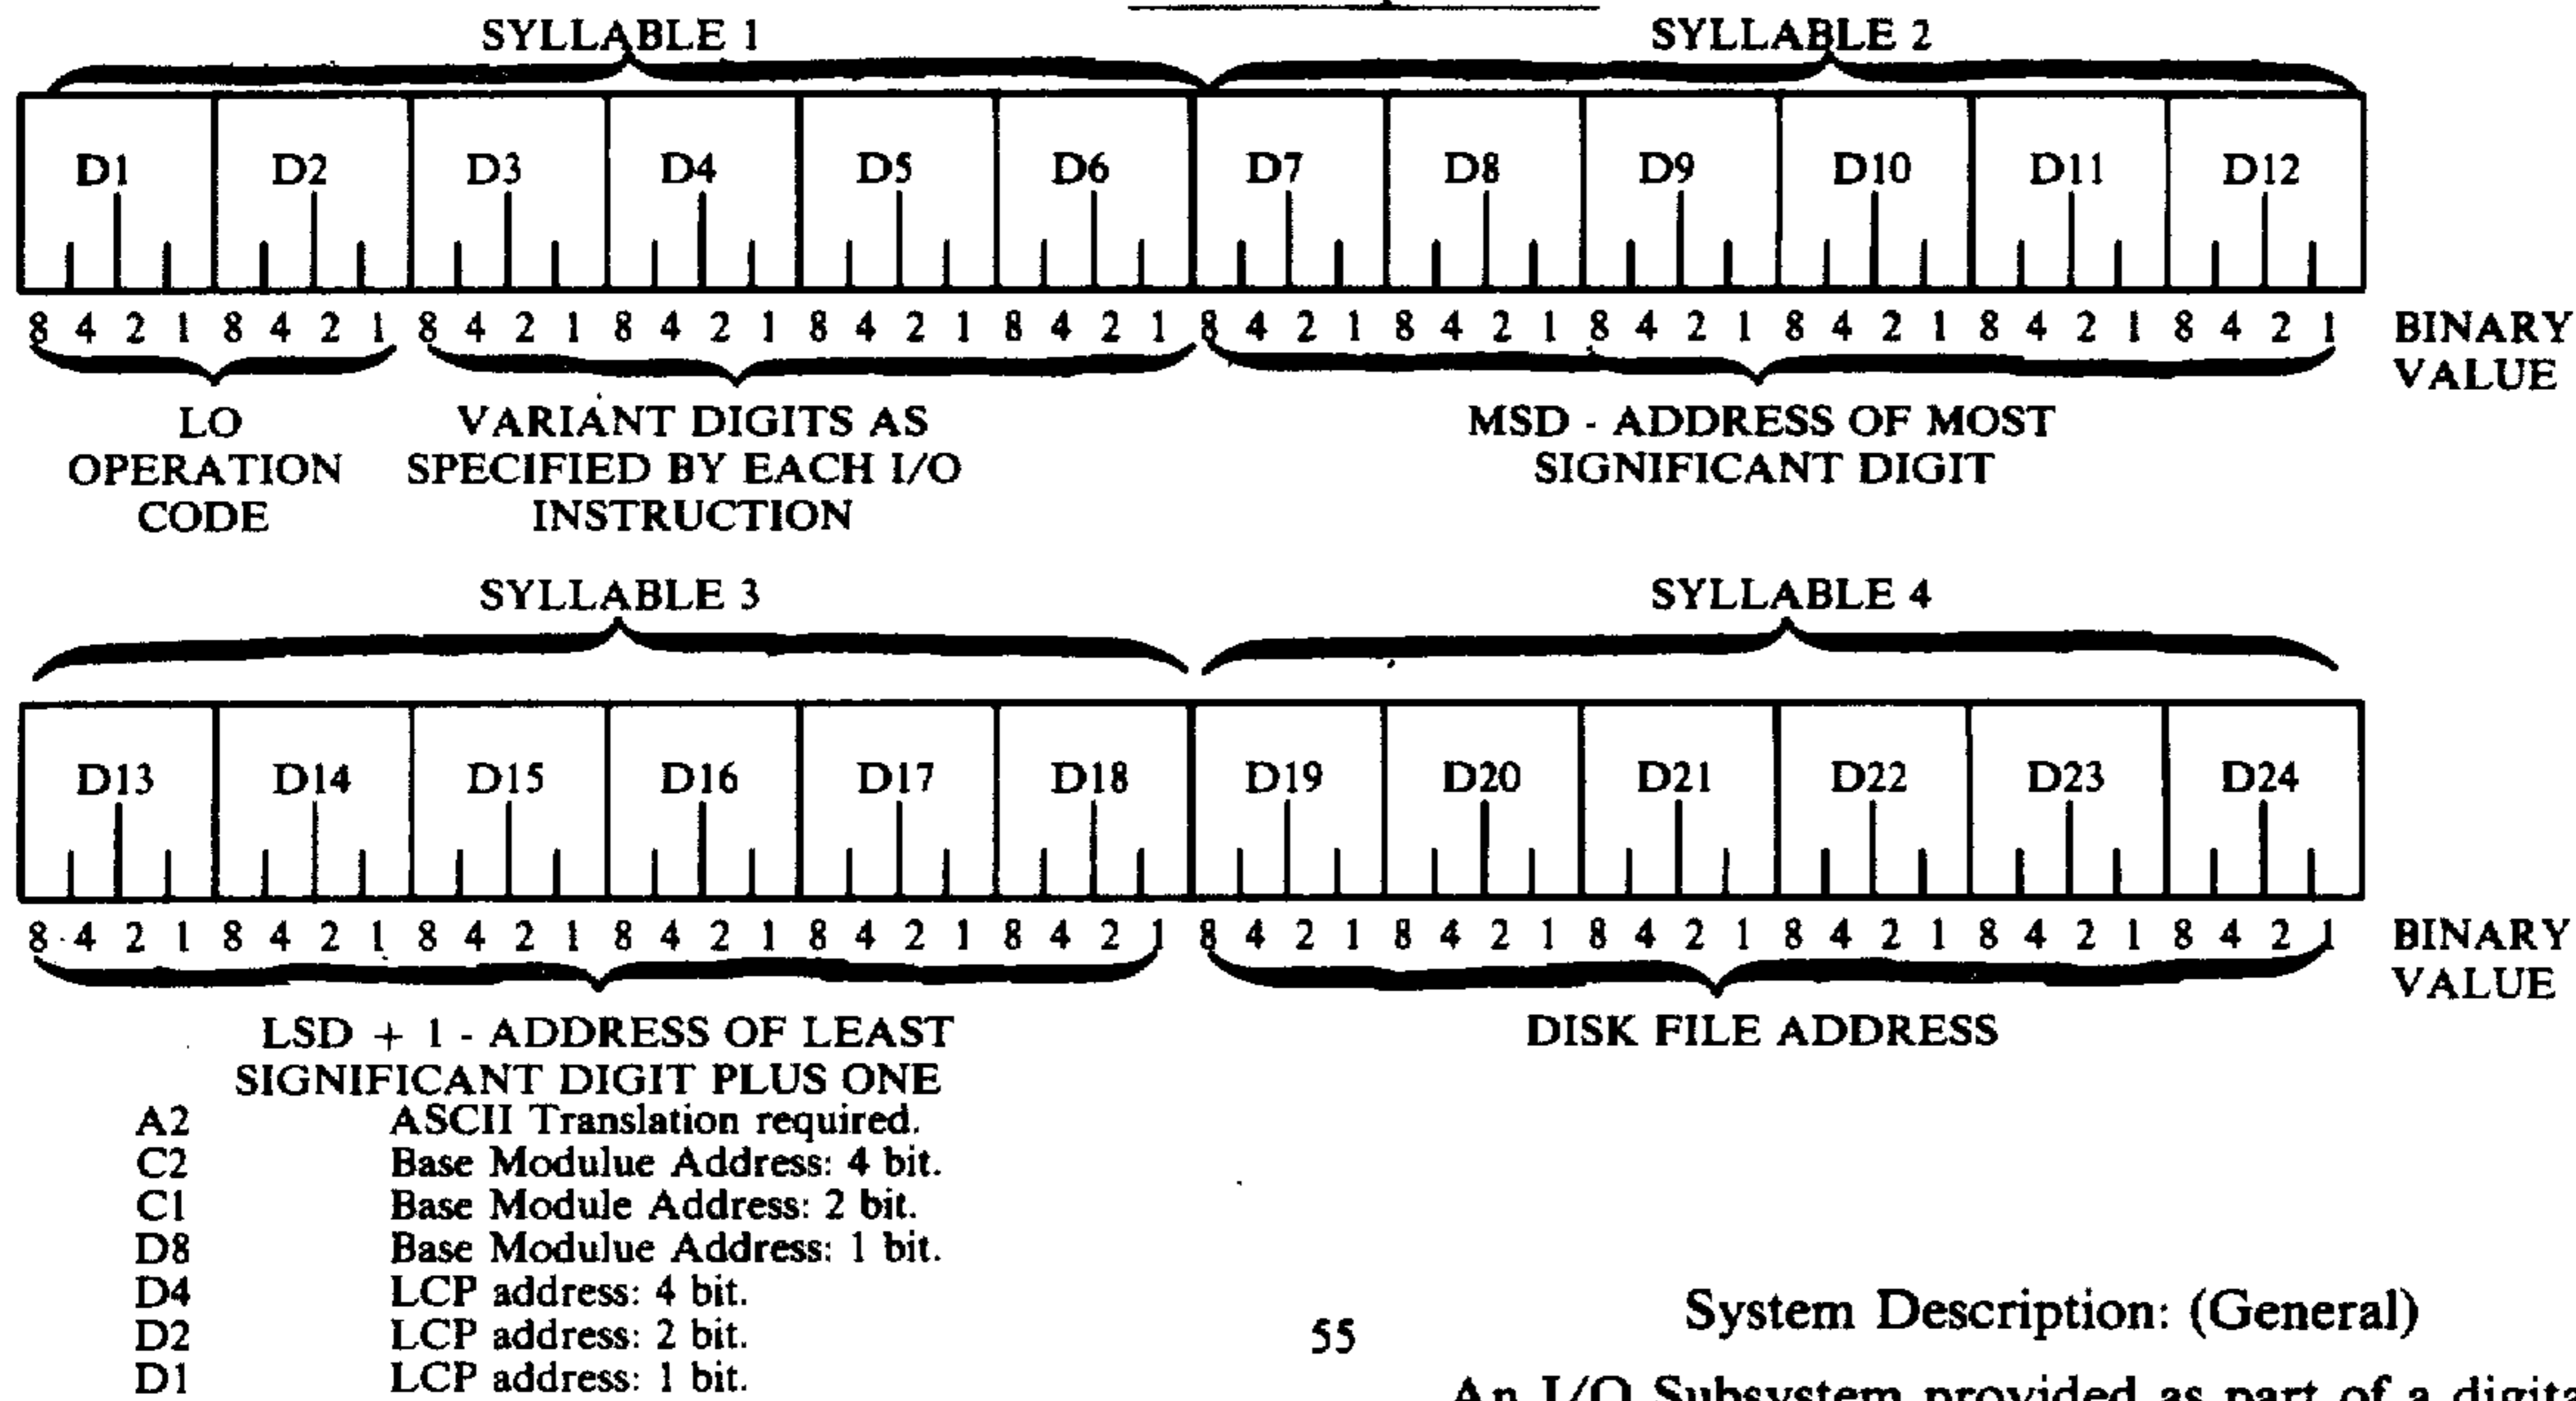 SYLLABLE 1 SYLLABLE 2
D1 D2 D3 D4 D5 D6 D7 D8 D9 D10 D11 D12
8 4 2 1 8 4 2 1 8 4 2 1 8 4 2 1 8 4 2 1 8 4 2 1 8 4 2 1 8 4 2 1 8 4 2 1 8 4 2 1 8 4 2 1 8 4 2 1 BINARY
VALUE
LO
OPERATION
CODE
VARIANT DIGITS AS
SPECIFIED BY EACH I/O
INSTRUCTION
MSD - ADDRESS OF MOST
SIGNIFICANT DIGIT
SYLLABLE 3 SYLLABLE 4
D13 D14 D15 D16 D17 D18 D19 D20 D21 D22 D23 D24
8 4 2 1 8 4 2 1 8 4 2 1 8 4 2 1 8 4 2 1 8 4 2 1 8 4 2 1 8 4 2 1 8 4 2 1 8 4 2 1 8 4 2 1 8 4 2 1 BINARY
VALUE
LSD + 1 - ADDRESS OF LEAST
SIGNIFICANT DIGIT PLUS ONE
DISK FILE ADDRESS
A2 ASCII Translation required.
C2 Base Modulue Address: 4 bit.
C1 Base Module Address: 2 bit.
D8 Base Modulue Address: 1 bit.
D4 LCP address: 4 bit.
D2 LCP address: 2 bit.
D1 LCP address: 1 bit.
55
System Description: (General)
An I/O Subsystem provided as part of a digita